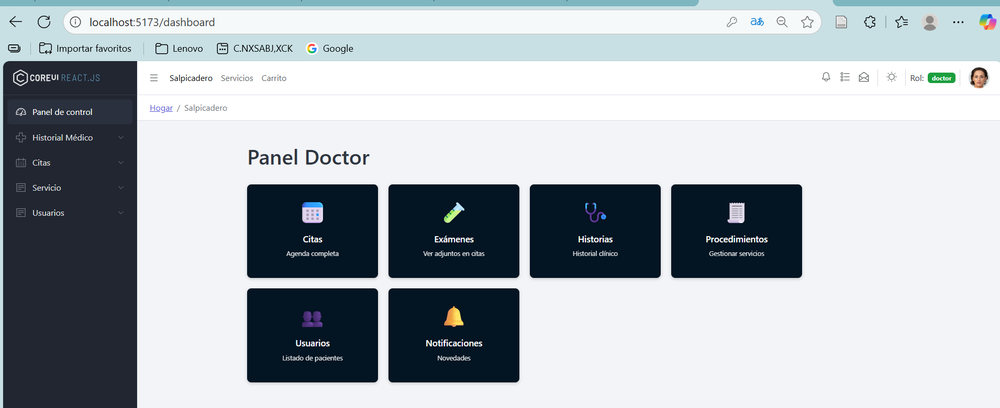 localhost:5173/dashboard
aあ
Importar favoritos
Lenovo
C.NXSABJ,XCK
Google
COREUI REACT.JS
Salpicadero
Servicios
Carrito
Rol:
doctor
Hogar / Salpicadero
Panel de control
Historial Médico
Citas
Servicio
Usuarios
Panel Doctor
Citas
Agenda completa
Exámenes
Ver adjuntos en citas
Historias
Historial clínico
Procedimientos
Gestionar servicios
Usuarios
Listado de pacientes
Notificaciones
Novedades